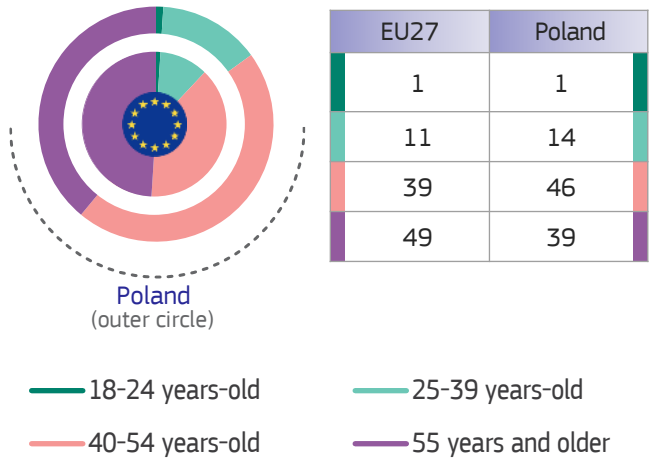 EU27 Poland
1 1
11 14
39 46
49 39
Poland
(outer circle)
18-24 years-old 25-39 years-old
40-54 years-old 55 years and older